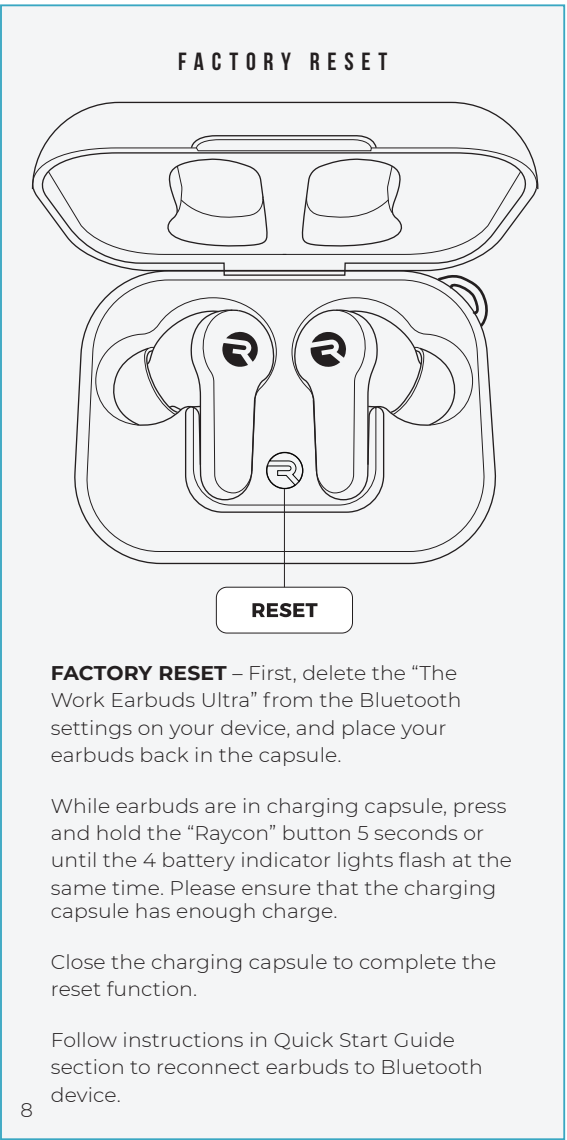 FACTORY RESET
RESET
FACTORY RESET – First, delete the “The
Work Earbuds Ultra” from the Bluetooth
settings on your device, and place your
earbuds back in the capsule.
While earbuds are in charging capsule, press
and hold the “Raycon” button 5 seconds or
until the 4 battery indicator lights flash at the
same time. Please ensure that the charging
capsule has enough charge.
Close the charging capsule to complete the
reset function.
Follow instructions in Quick Start Guide
section to reconnect earbuds to Bluetooth
device.
8